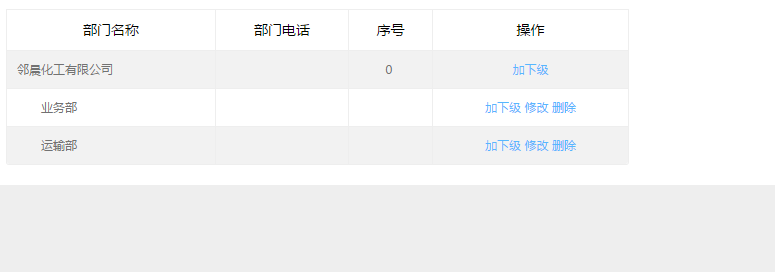 部门名称 部门电话 序号 操作
邻晨化工有限公司 0 加下级
业务部 加下级 修改 删除
运输部 加下级 修改 删除